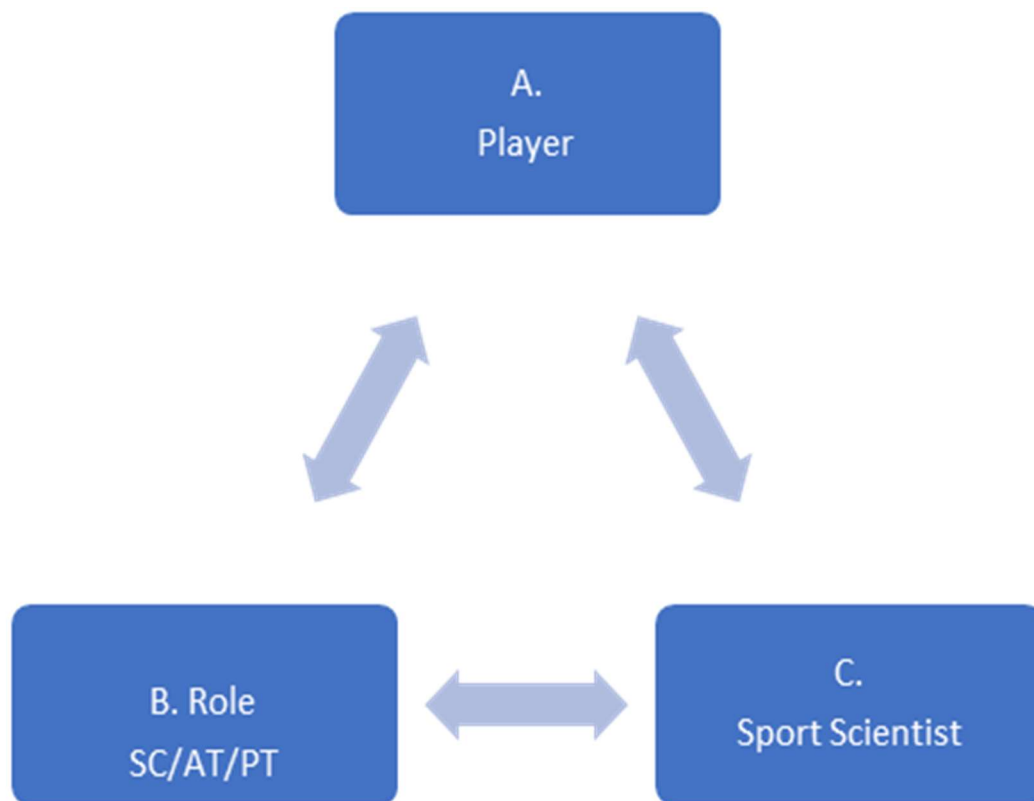 A.
Player
B. Role
SC/AT/PT
C.
Sport Scientist